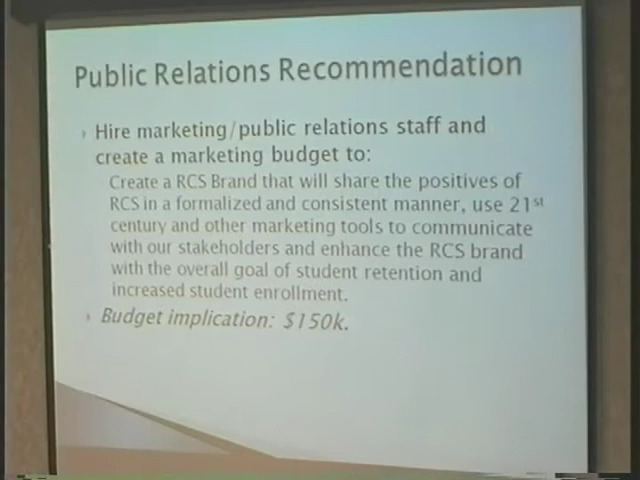 Public Relations Recommendation
Hire marketing/public relations staff and
create a marketing budget to:
Create a RCS Brand that will share the positives of
RCS in a formalized and consistent manner, use 21st
century and other marketing tools to communicate
with our stakeholders and enhance the RCS brand
with the overall goal of student retention and
increased student enrollment.
Budget implication: $150k.